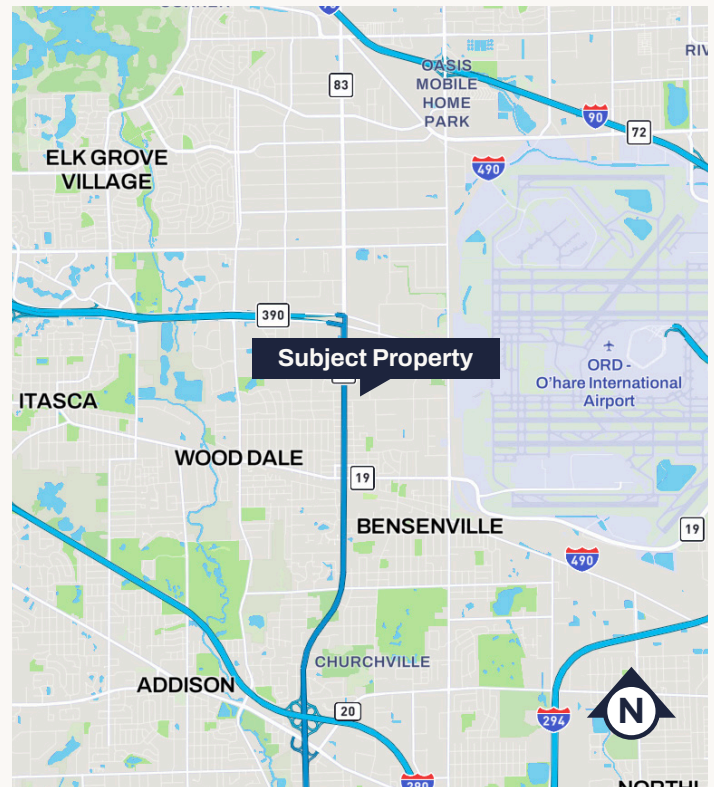 83
OASIS
MOBILE
HOME
PARK
90
72
ELK GROVE
VILLAGE
490
390
Subject Property
ORD -
O'hare International
Airport
ITASCA
WOOD DALE
19
BENSENVILLE
19
490
CHURCHVILLE
ADDISON
20
294
N